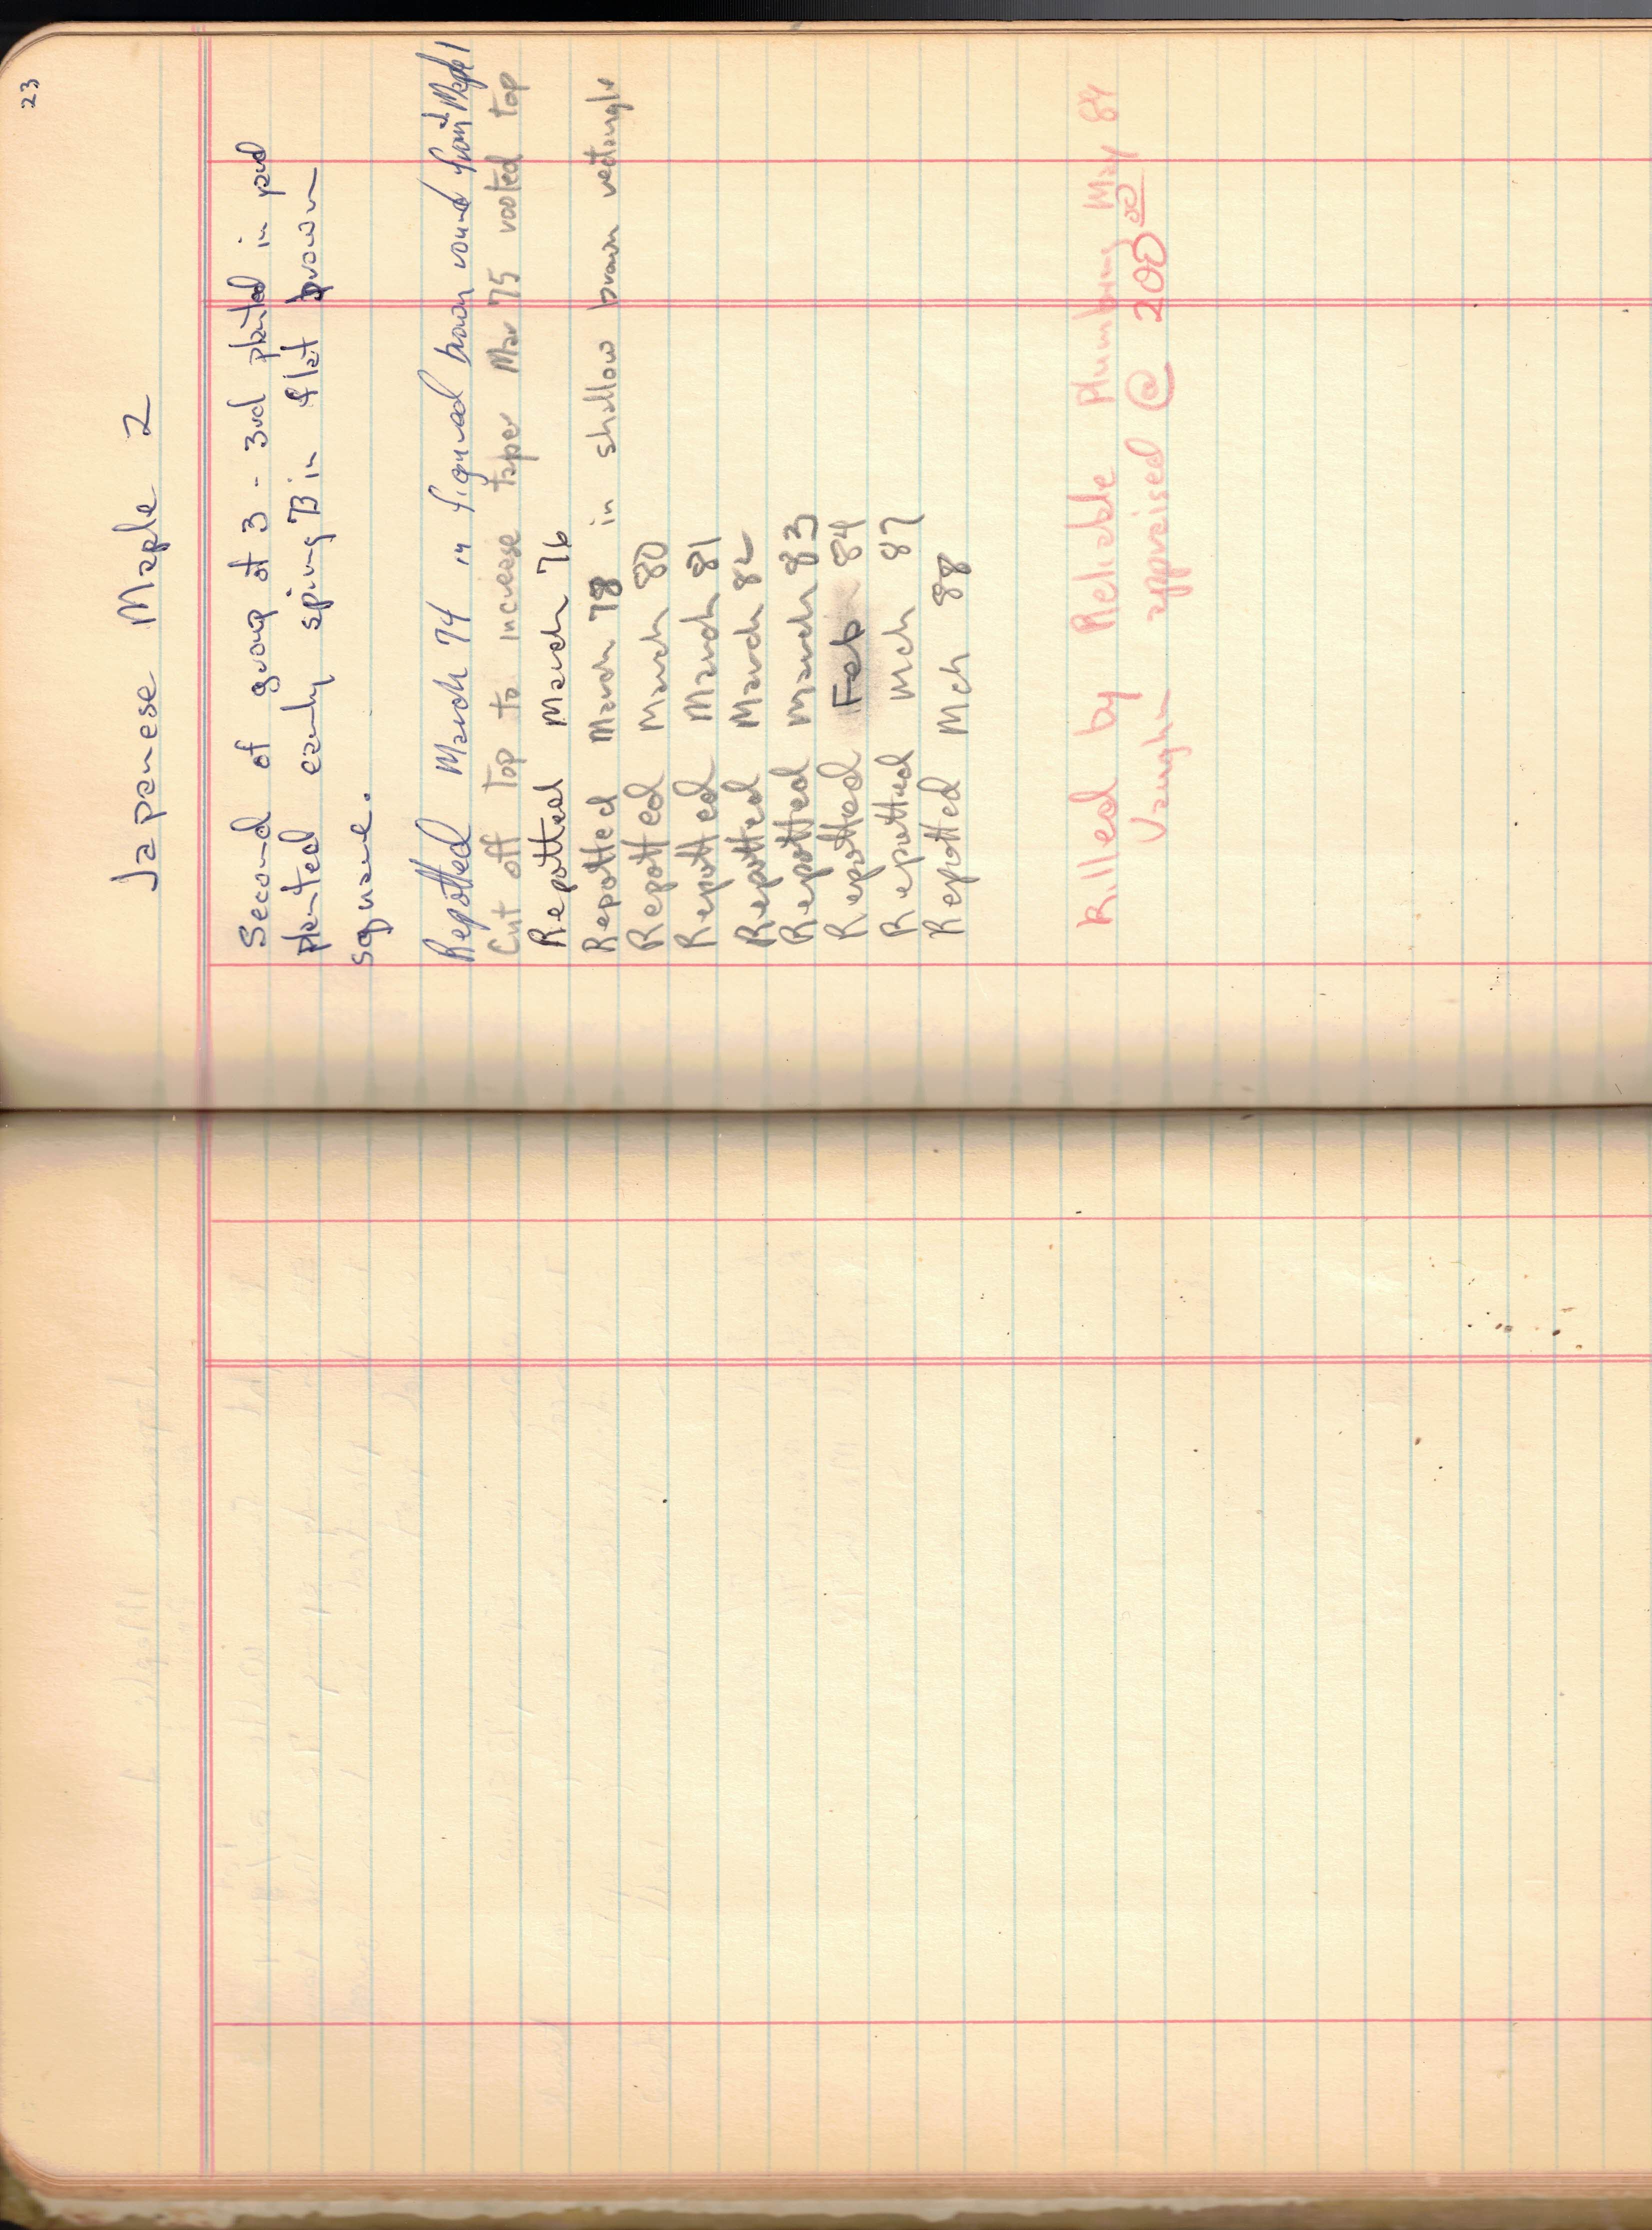 23
Japanese Maple 2
Second of group of 3 - 3rd planted in yard
planted early sping 73 in flat brown
square.
Repotted March 74 in figured brown round from Maple 1
Cut off Top to increase taper Mar 75 rooted top
Repotted March 76
Repotted March 78 in shallow brown rectangle
Repotted March 80
Repotted March 81
Repotted March 82
Repotted March 83
Repotted Feb 84
Repotted Mch 87
Repotted Mch 88
Killed by Reliable Plumbing May 89
Vaughn appraised @ 200.00